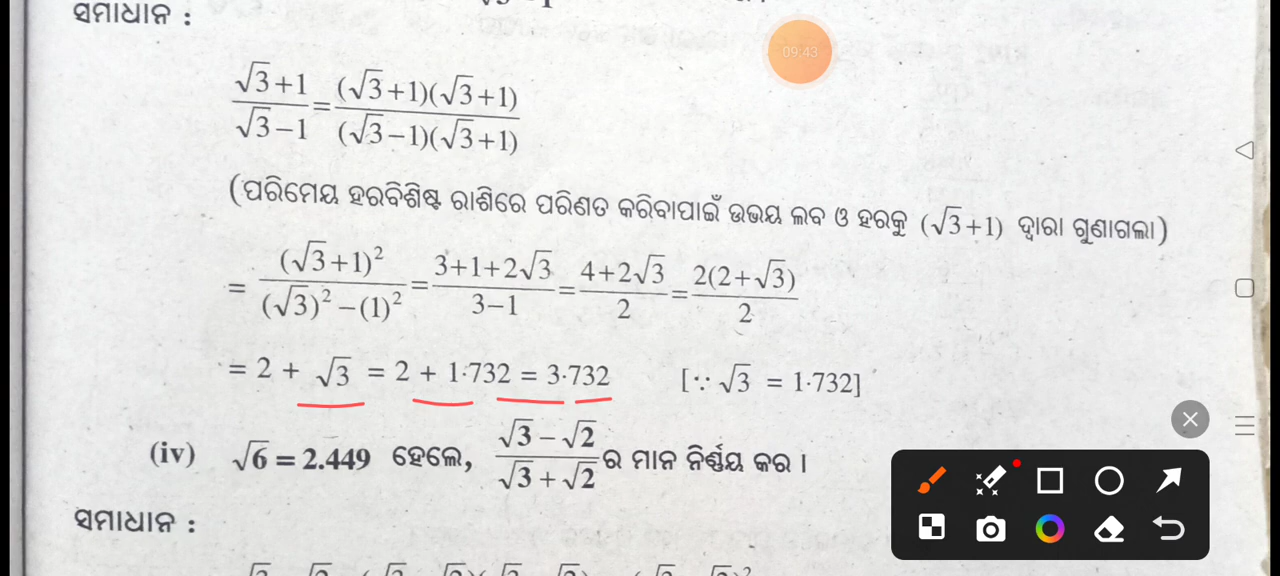 ସମାଧାନ :
09:43
(√3+1)/(√3−1) = ((√3+1)(√3+1))/((√3−1)(√3+1))
(ପରିମେୟ ହରବିଶିଷ୍ଟ ରାଶିରେ ପରିଣତ କରିବାପାଇଁ ଉଭୟ ଲବ ଓ ହରକୁ (√3+1) ଦ୍ୱାରା ଗୁଣାଗଲା)
= (√3+1)²/((√3)²−(1)²) = (3+1+2√3)/(3−1) = (4+2√3)/2 = 2(2+√3)/2
= 2 + √3 = 2 + 1·732 = 3·732 [∵ √3 = 1·732]
(iv) √6 = 2.449 ହେଲେ, (√3−√2)/(√3+√2) ର ମାନ ନିର୍ଣ୍ଣୟ କର ।
ସମାଧାନ :